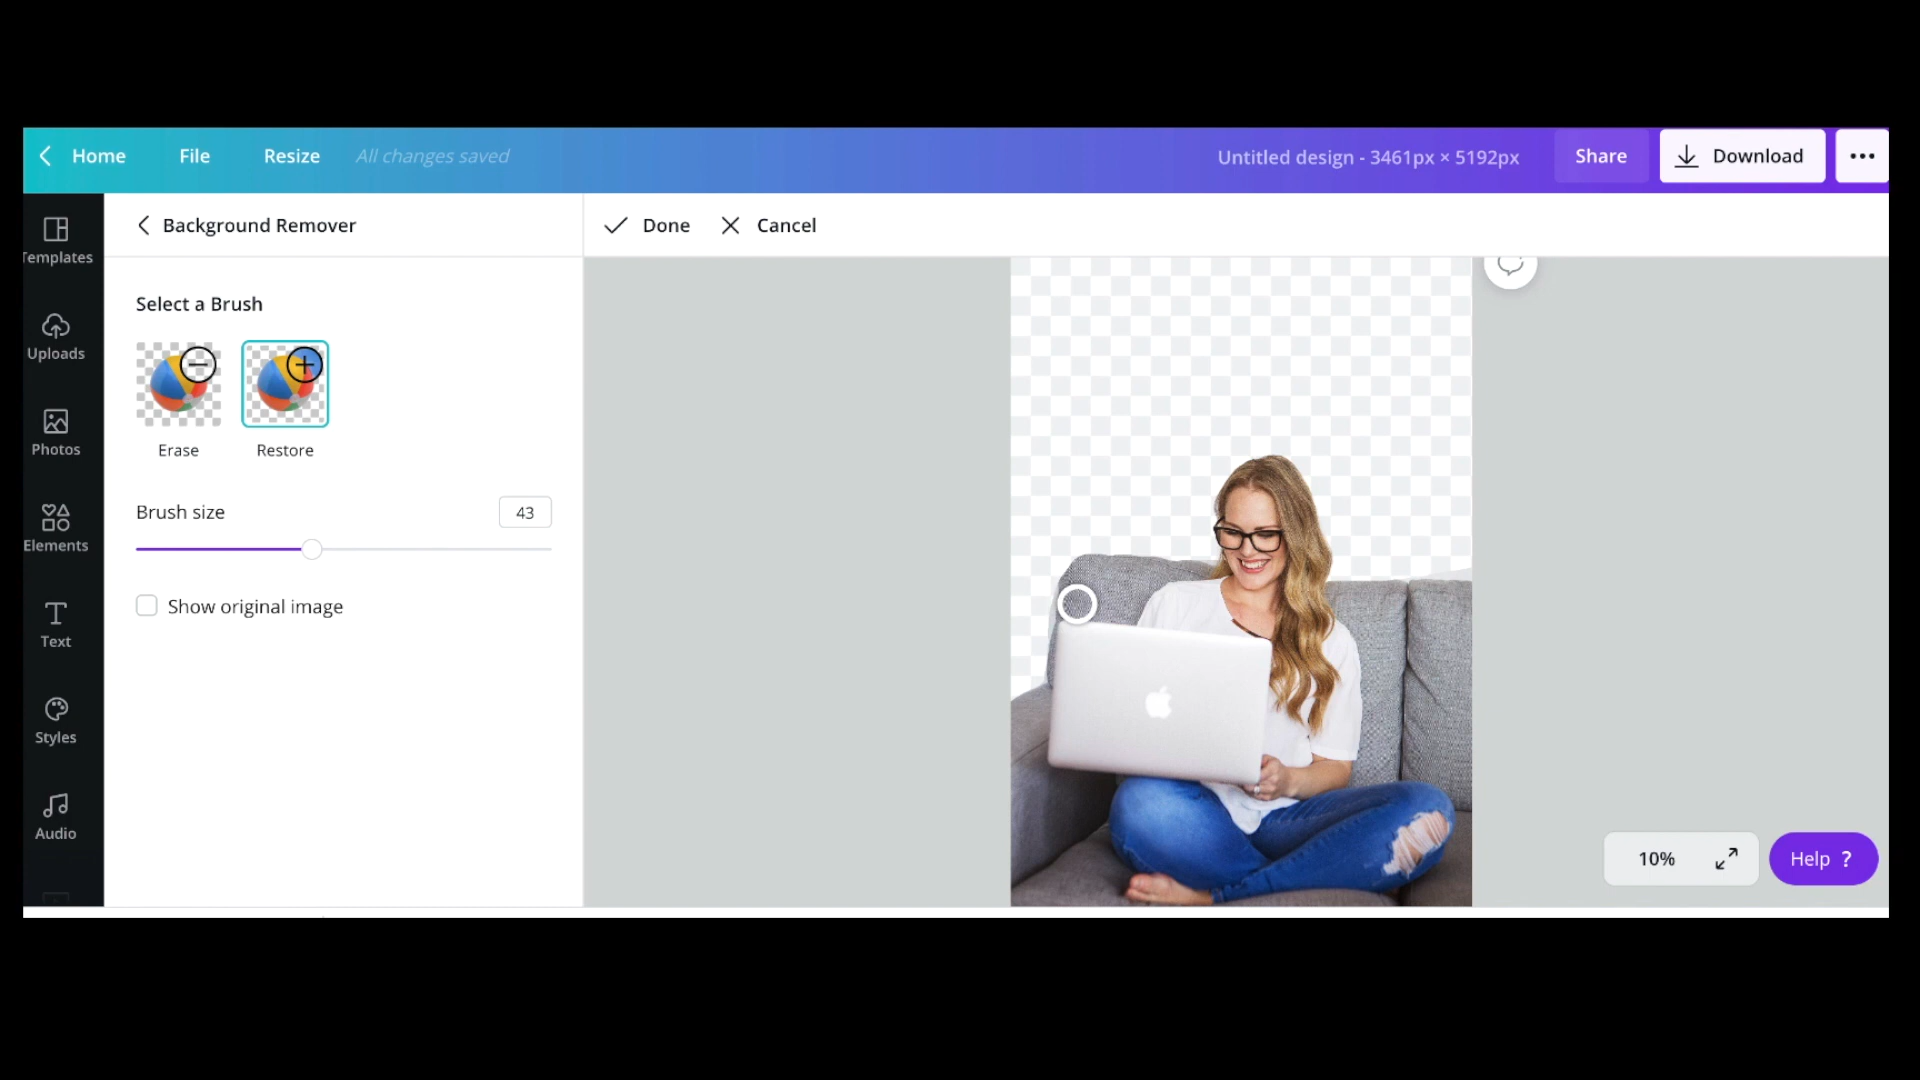 Home File Resize All changes saved Untitled design - 3461px × 5192px Share Download
Background Remover Done Cancel
Templates
Uploads
Photos
Elements
Text
Styles
Audio
Select a Brush
Erase Restore
Brush size 43
Show original image
10% Help ?